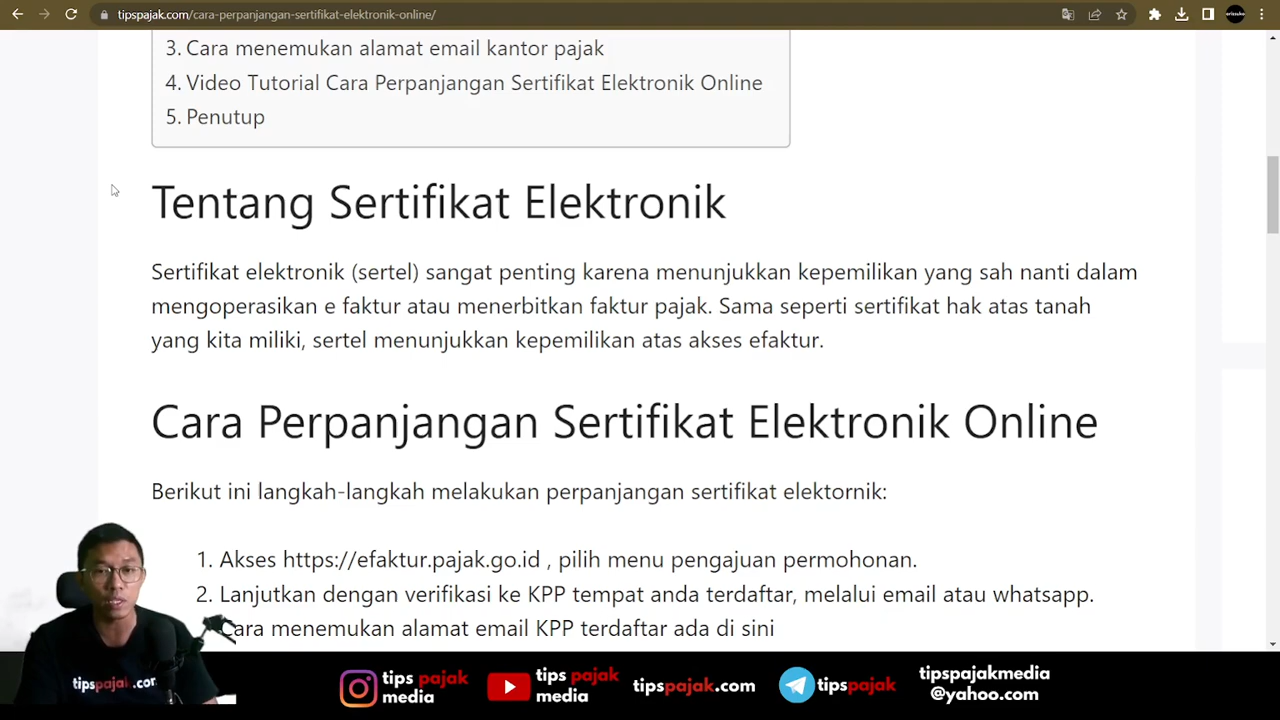 tipspajak.com/cara-perpanjangan-sertifikat-elektronik-online/
3. Cara menemukan alamat email kantor pajak
4. Video Tutorial Cara Perpanjangan Sertifikat Elektronik Online
5. Penutup
Tentang Sertifikat Elektronik
Sertifikat elektronik (sertel) sangat penting karena menunjukkan kepemilikan yang sah nanti dalam
mengoperasikan e faktur atau menerbitkan faktur pajak. Sama seperti sertifikat hak atas tanah
yang kita miliki, sertel menunjukkan kepemilikan atas akses efaktur.
Cara Perpanjangan Sertifikat Elektronik Online
Berikut ini langkah-langkah melakukan perpanjangan sertifikat elektornik:
1. Akses https://efaktur.pajak.go.id , pilih menu pengajuan permohonan.
2. Lanjutkan dengan verifikasi ke KPP tempat anda terdaftar, melalui email atau whatsapp.
Cara menemukan alamat email KPP terdaftar ada di sini
tipspajak.com
tips pajak
media
tips pajak
media
tipspajak.com
tipspajak
tipspajakmedia
@yahoo.com